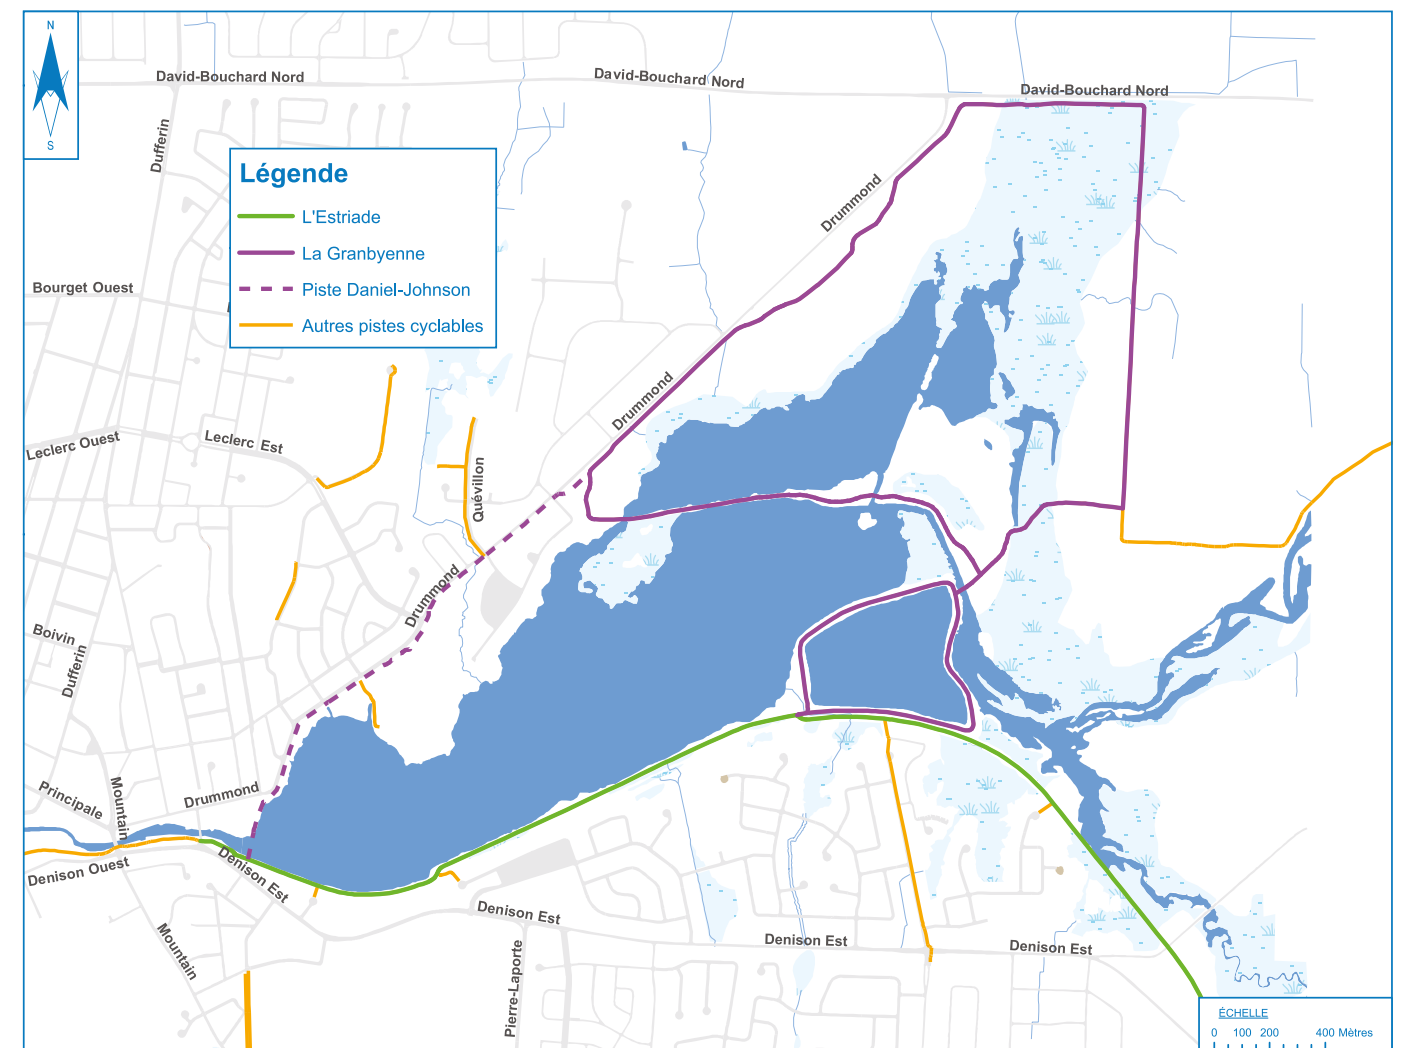 N
S
David-Bouchard Nord
David-Bouchard Nord
David-Bouchard Nord
Dufferin
Légende
L'Estriade
La Granbyenne
Piste Daniel-Johnson
Autres pistes cyclables
Drummond
Bourget Ouest
Drummond
Leclerc Ouest
Leclerc Est
Quévillon
Drummond
Boivin
Dufferin
Principale
Mountain
Drummond
Denison Ouest
Denison Est
Mountain
Denison Est
Pierre-Laporte
Denison Est
Denison Est
ÉCHELLE
0 100 200 400 Mètres